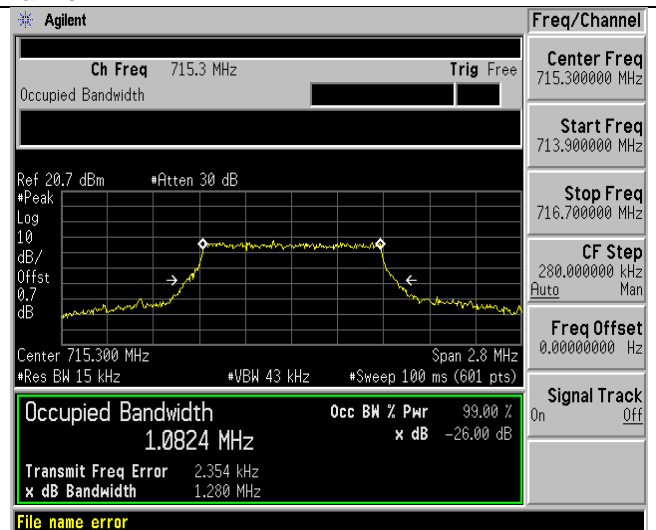 Agilent
Freq/Channel
Ch Freq 715.3 MHz Trig Free
Occupied Bandwidth
Center Freq
715.300000 MHz
Start Freq
713.900000 MHz
Stop Freq
716.700000 MHz
CF Step
280.000000 kHz
Auto Man
Freq Offset
0.00000000 Hz
Signal Track
On Off
Ref 20.7 dBm #Atten 30 dB
#Peak
Log
10
dB/
Offst
0.7
dB
Center 715.300 MHz Span 2.8 MHz
#Res BW 15 kHz #VBW 43 kHz #Sweep 100 ms (601 pts)
Occupied Bandwidth Occ BW % Pwr 99.00 %
1.0824 MHz x dB -26.00 dB
Transmit Freq Error 2.354 kHz
x dB Bandwidth 1.280 MHz
File name error